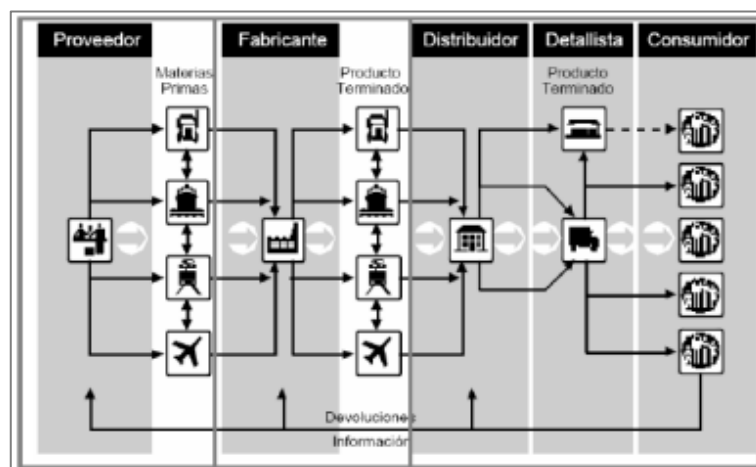 Proveedor
Fabricante
Distribuidor
Detallista
Consumidor
Materias
Primas
Producto
Terminado
Producto
Terminado
Devoluciones
Información